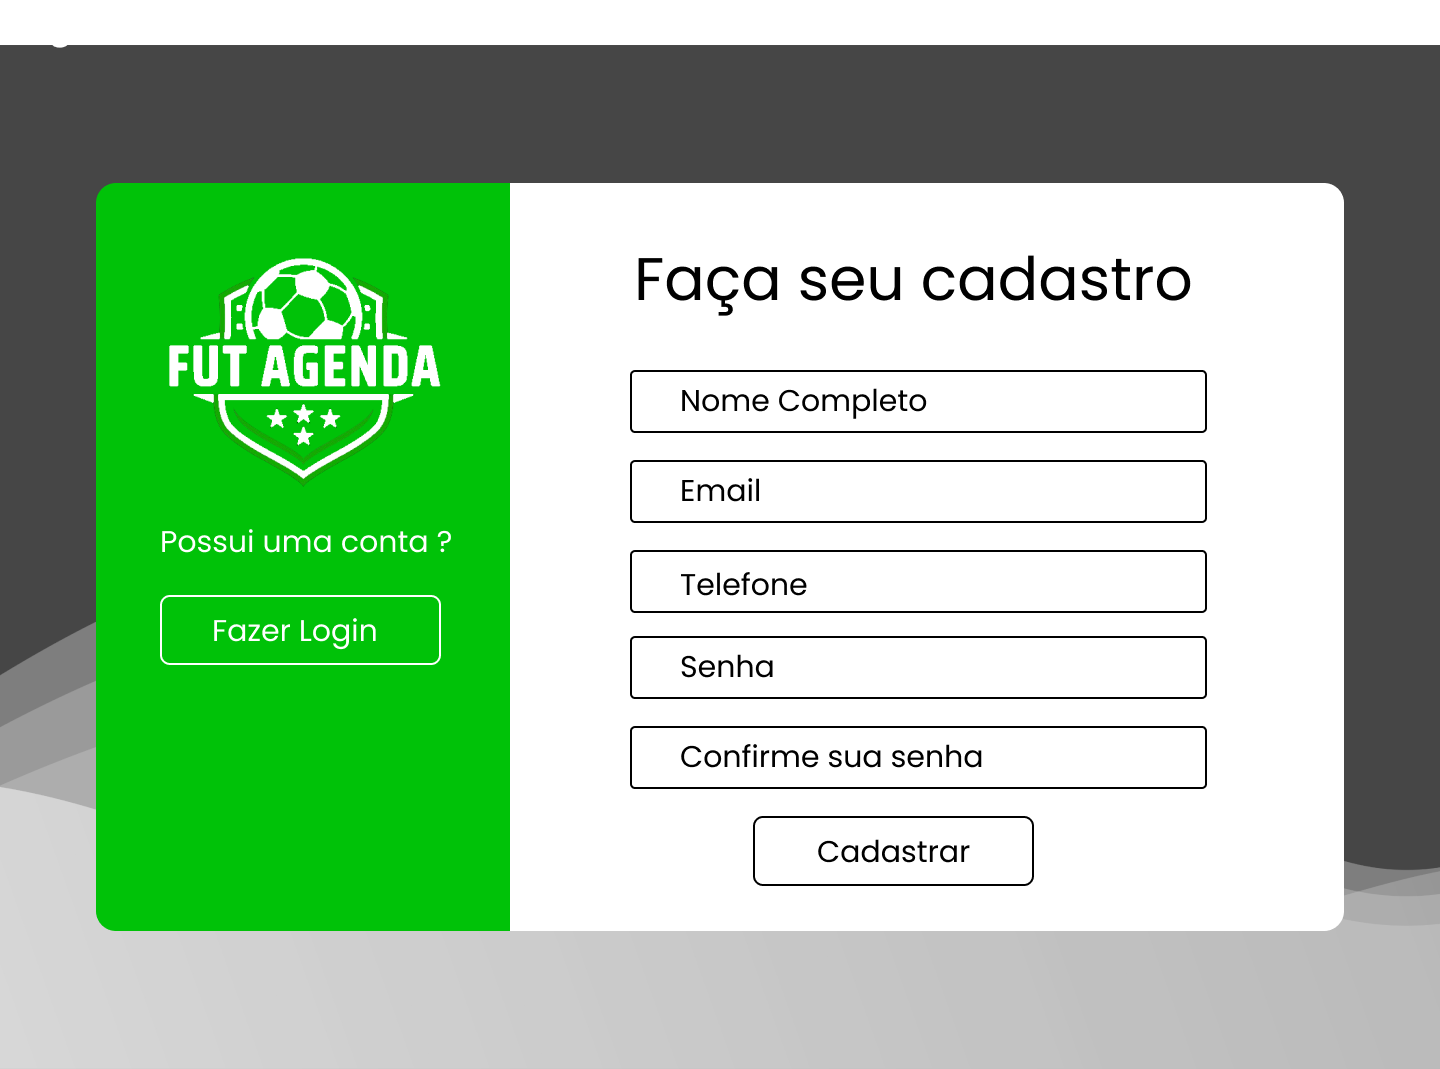 FUT AGENDA
Possui uma conta ?
Fazer Login
Faça seu cadastro
Nome Completo
Email
Telefone
Senha
Confirme sua senha
Cadastrar